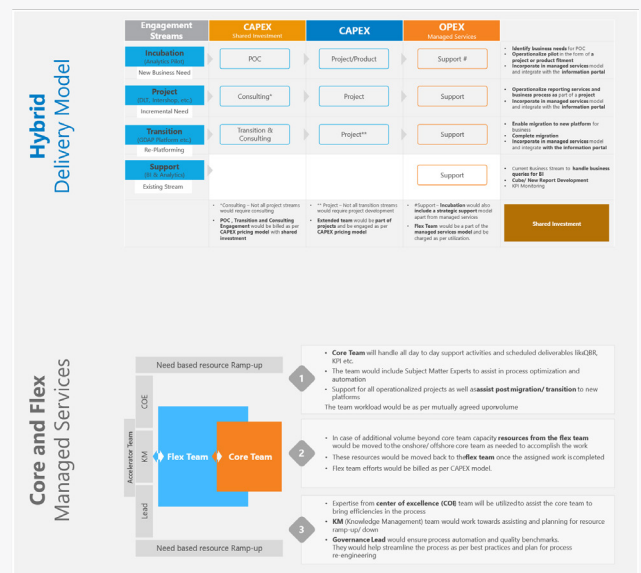 Hybrid
Delivery Model
Engagement
Streams
CAPEX
Shared Investment
CAPEX
OPEX
Managed Services
Incubation
(Analytics Pilot)
New Business Need
POC
Project/Product
Support #
• Identify business needs for POC
• Operationalize pilot in the form of a
project or product fitment
• Incorporate in managed services model
and integrate with the information portal
Project
(DLT, Internshop, etc.)
Incremental Need
Consulting*
Project
Support
• Operationalize reporting services and
business process as part of a project
• Incorporate in managed services model
and integrate with the information portal
Transition
Re-Platforming
Transition &
Consulting
Project**
Support
• Enable migration to new platform for
business
• Complete migration
• Incorporate in managed services model
and integrate with the information portal
Support
(BI & Analytics)
Existing Stream
Support
• Current Business Stream to handle business
queries for BI
• Cube/ New Report Development
• KPI Monitoring
• *Consulting – Not all project streams
would require consulting
• POC , Transition and Consulting
Engagement would be billed as per
CAPEX pricing model with shared
investment
• ** Project – Not all transition streams
would require project development
• Extended team would be part of
projects and be engaged as per
CAPEX pricing model
• #Support – Incubation would also
include a strategic support model
apart from managed services
• Flex Team would be a part of the
managed services model and be
charged as per utilization.
Shared Investment
Core and Flex
Managed Services
Need based resource Ramp-up
Accelerator Team
COE
KM
Lead
Flex Team
Core Team
Need based resource Ramp-up
1
• Core Team will handle all day to day support activities and scheduled deliverables likeQBR,
KPI etc.
• The team would include Subject Matter Experts to assist in process optimization and
automation
• Support for all operationalized projects as well asassist post migration/ transition to new
platforms
The team workload would be as per mutually agreed uponvolume
2
• In case of additional volume beyond core team capacity resources from the flex team
would be moved to the onshore/ offshore core team as needed to accomplish the work
• These resources would be moved back to theflex team once the assigned work is completed
• Flex team efforts would be billed as per CAPEX model.
3
• Expertise from center of excellence (COE) team will be utilized to assist the core team to
bring efficiencies in the process
• KM (Knowledge Management) team would work towards assisting and planning for resource
ramp-up/ down
• Governance Lead would ensure process automation and quality benchmarks.
They would help streamline the process as per best practices and plan for process
re-engineering